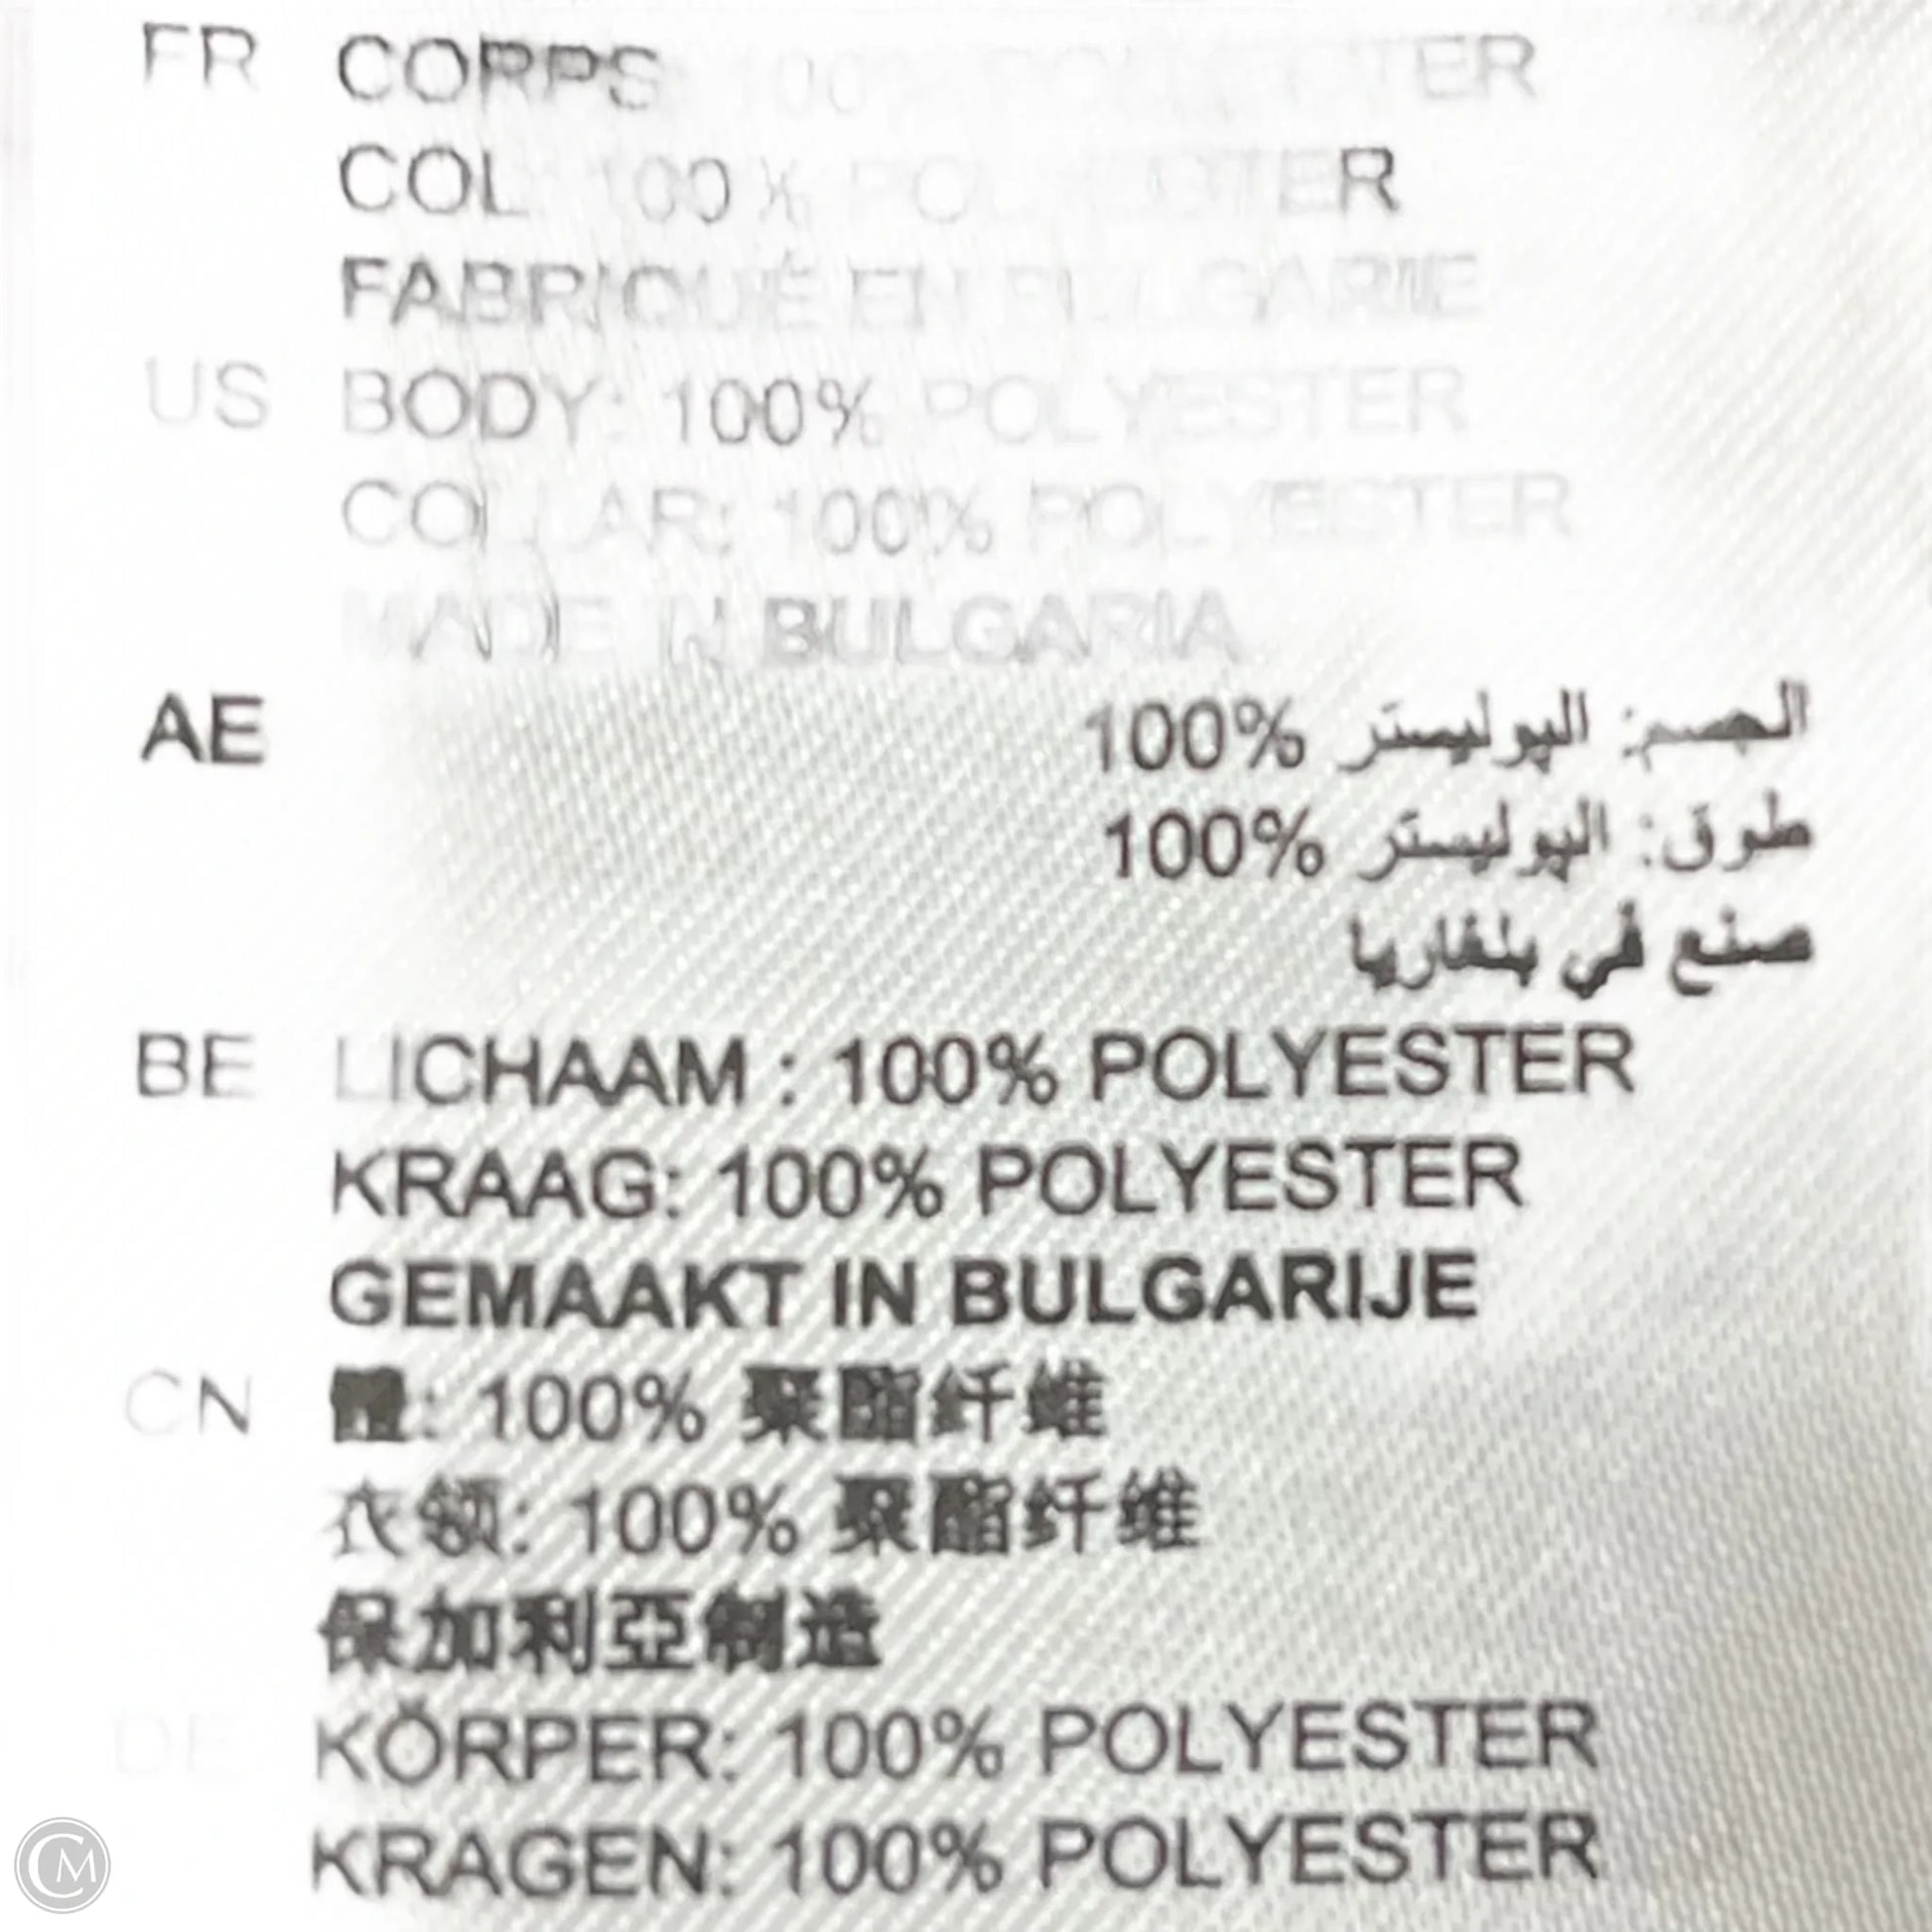 FR CORPS: 100% POLYESTER
COL: 100% POLYESTER
FABRIQUÉ EN BULGARIE
US BODY: 100% POLYESTER
COLLAR: 100% POLYESTER
MADE IN BULGARIA
AE الجسم: البوليستر 100%
طوق: البوليستر 100%
صنع في بلغاريا
BE LICHAAM : 100% POLYESTER
KRAAG: 100% POLYESTER
GEMAAKT IN BULGARIJE
CN 體: 100% 聚酯纤维
衣领: 100% 聚酯纤维
保加利亞制造
DE KÖRPER: 100% POLYESTER
KRAGEN: 100% POLYESTER
CM